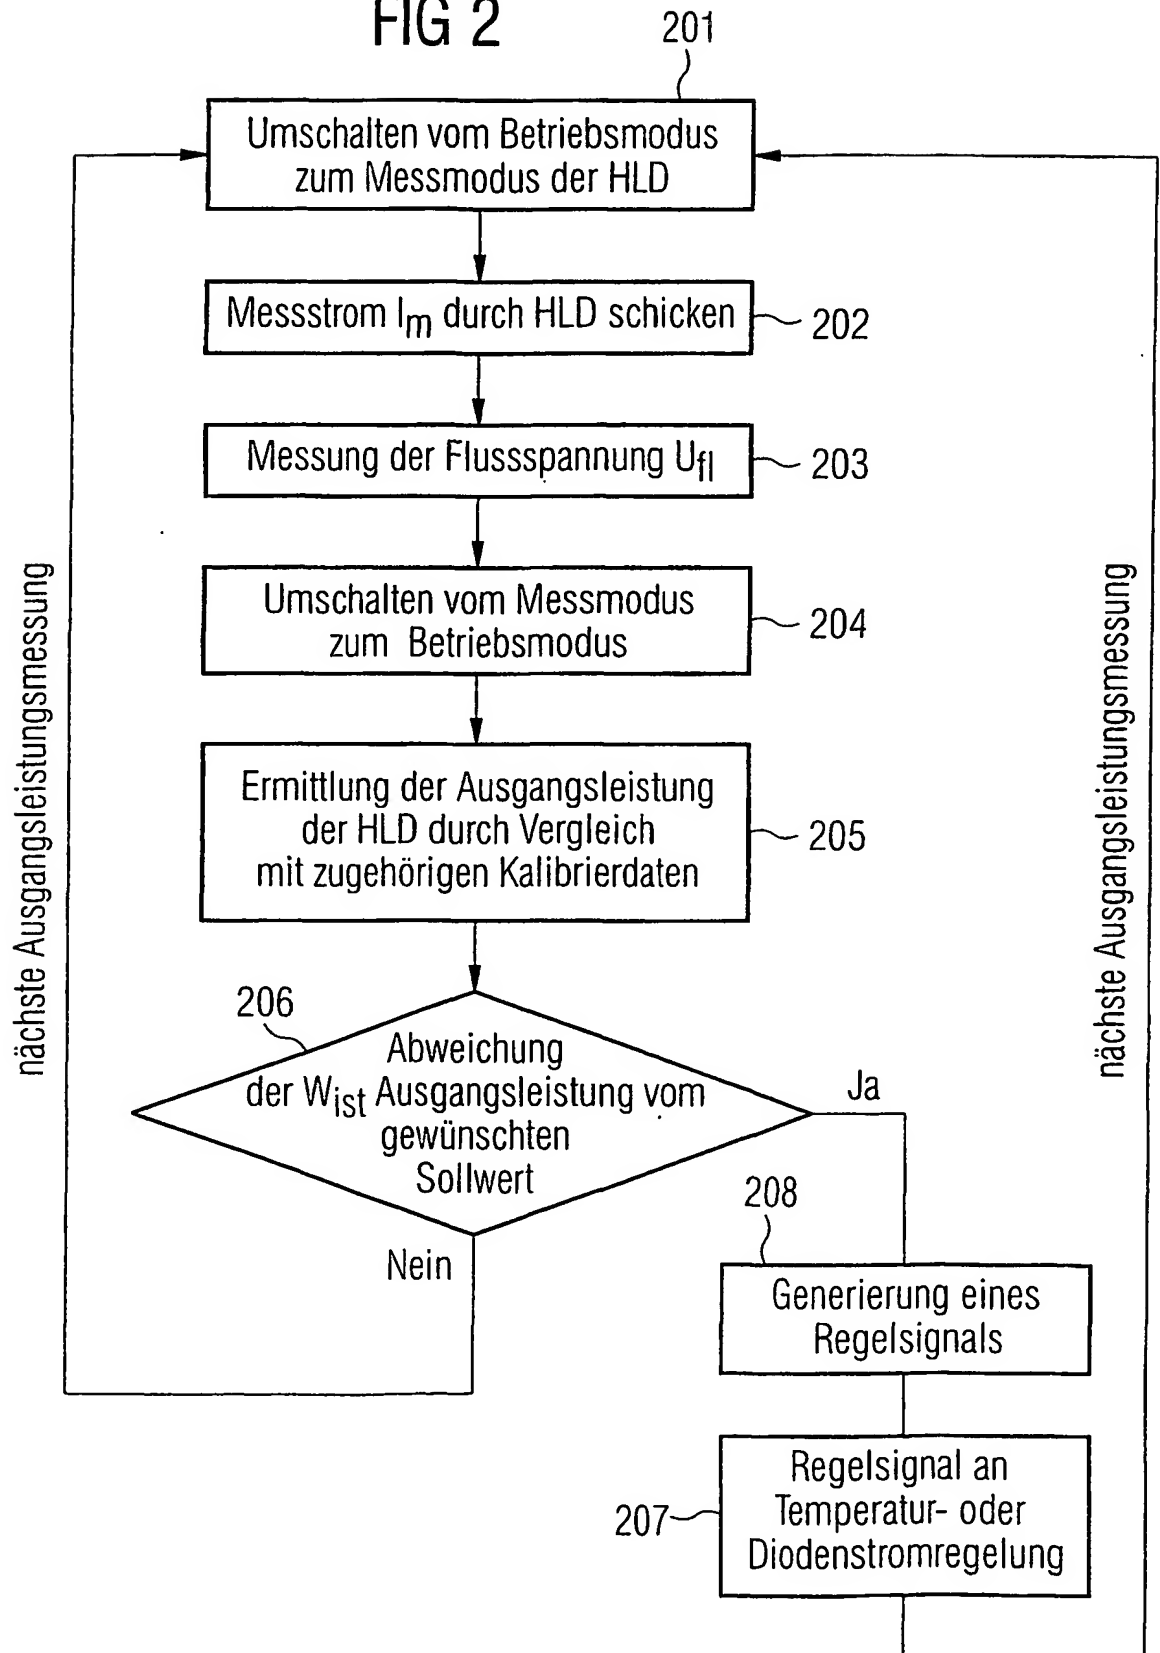 FIG 2
201
Umschalten vom Betriebsmodus
zum Messmodus der HLD
Messstrom Im durch HLD schicken
202
Messung der Flussspannung Ufl
203
Umschalten vom Messmodus
zum Betriebsmodus
204
Ermittlung der Ausgangsleistung
der HLD durch Vergleich
mit zugehörigen Kalibrierdaten
205
206
Abweichung
der Wist Ausgangsleistung vom
gewünschten
Sollwert
Ja
Nein
208
Generierung eines
Regelsignals
207
Regelsignal an
Temperatur- oder
Diodenstromregelung
nächste Ausgangsleistungsmessung
nächste Ausgangsleistungsmessung